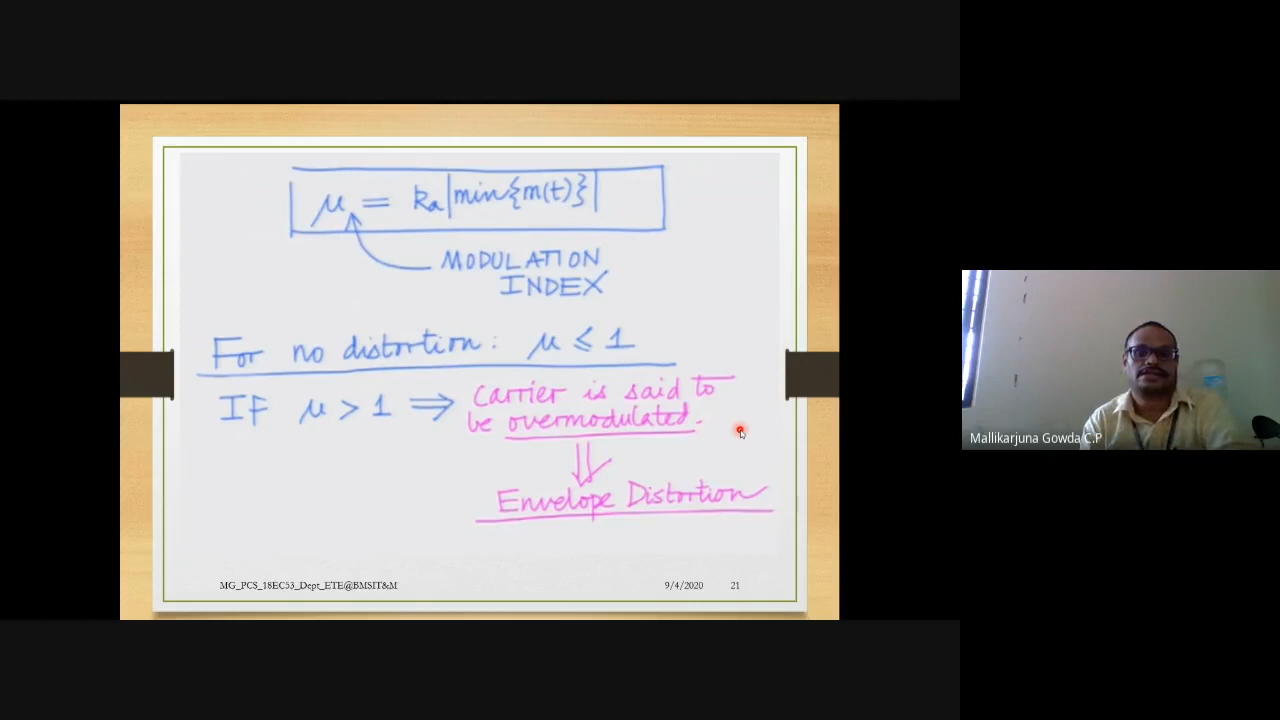 μ = ka|min{m(t)}|
MODULATION
INDEX
For no distortion: μ ≤ 1
IF μ > 1 ⇒ Carrier is said to
be overmodulated.
⇓
Envelope Distortion
MG_PCS_18EC53_Dept_ETE@BMSIT&M 9/4/2020 21
Mallikarjuna Gowda C.P